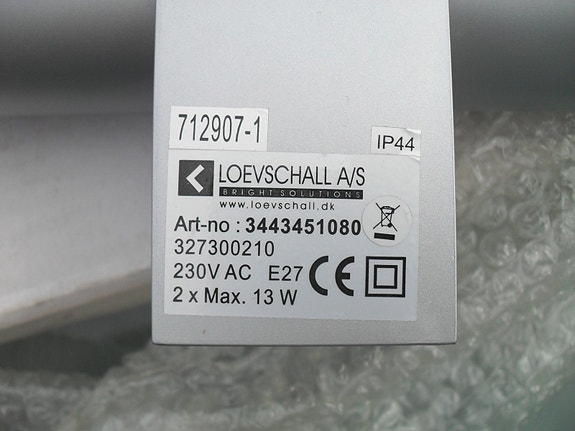 712907-1
IP44
LOEVSCHALL A/S
BRIGHT SOLUTIONS
www.loevschall.dk
Art-no : 3443451080
327300210
230V AC E27
2 x Max. 13 W
CE